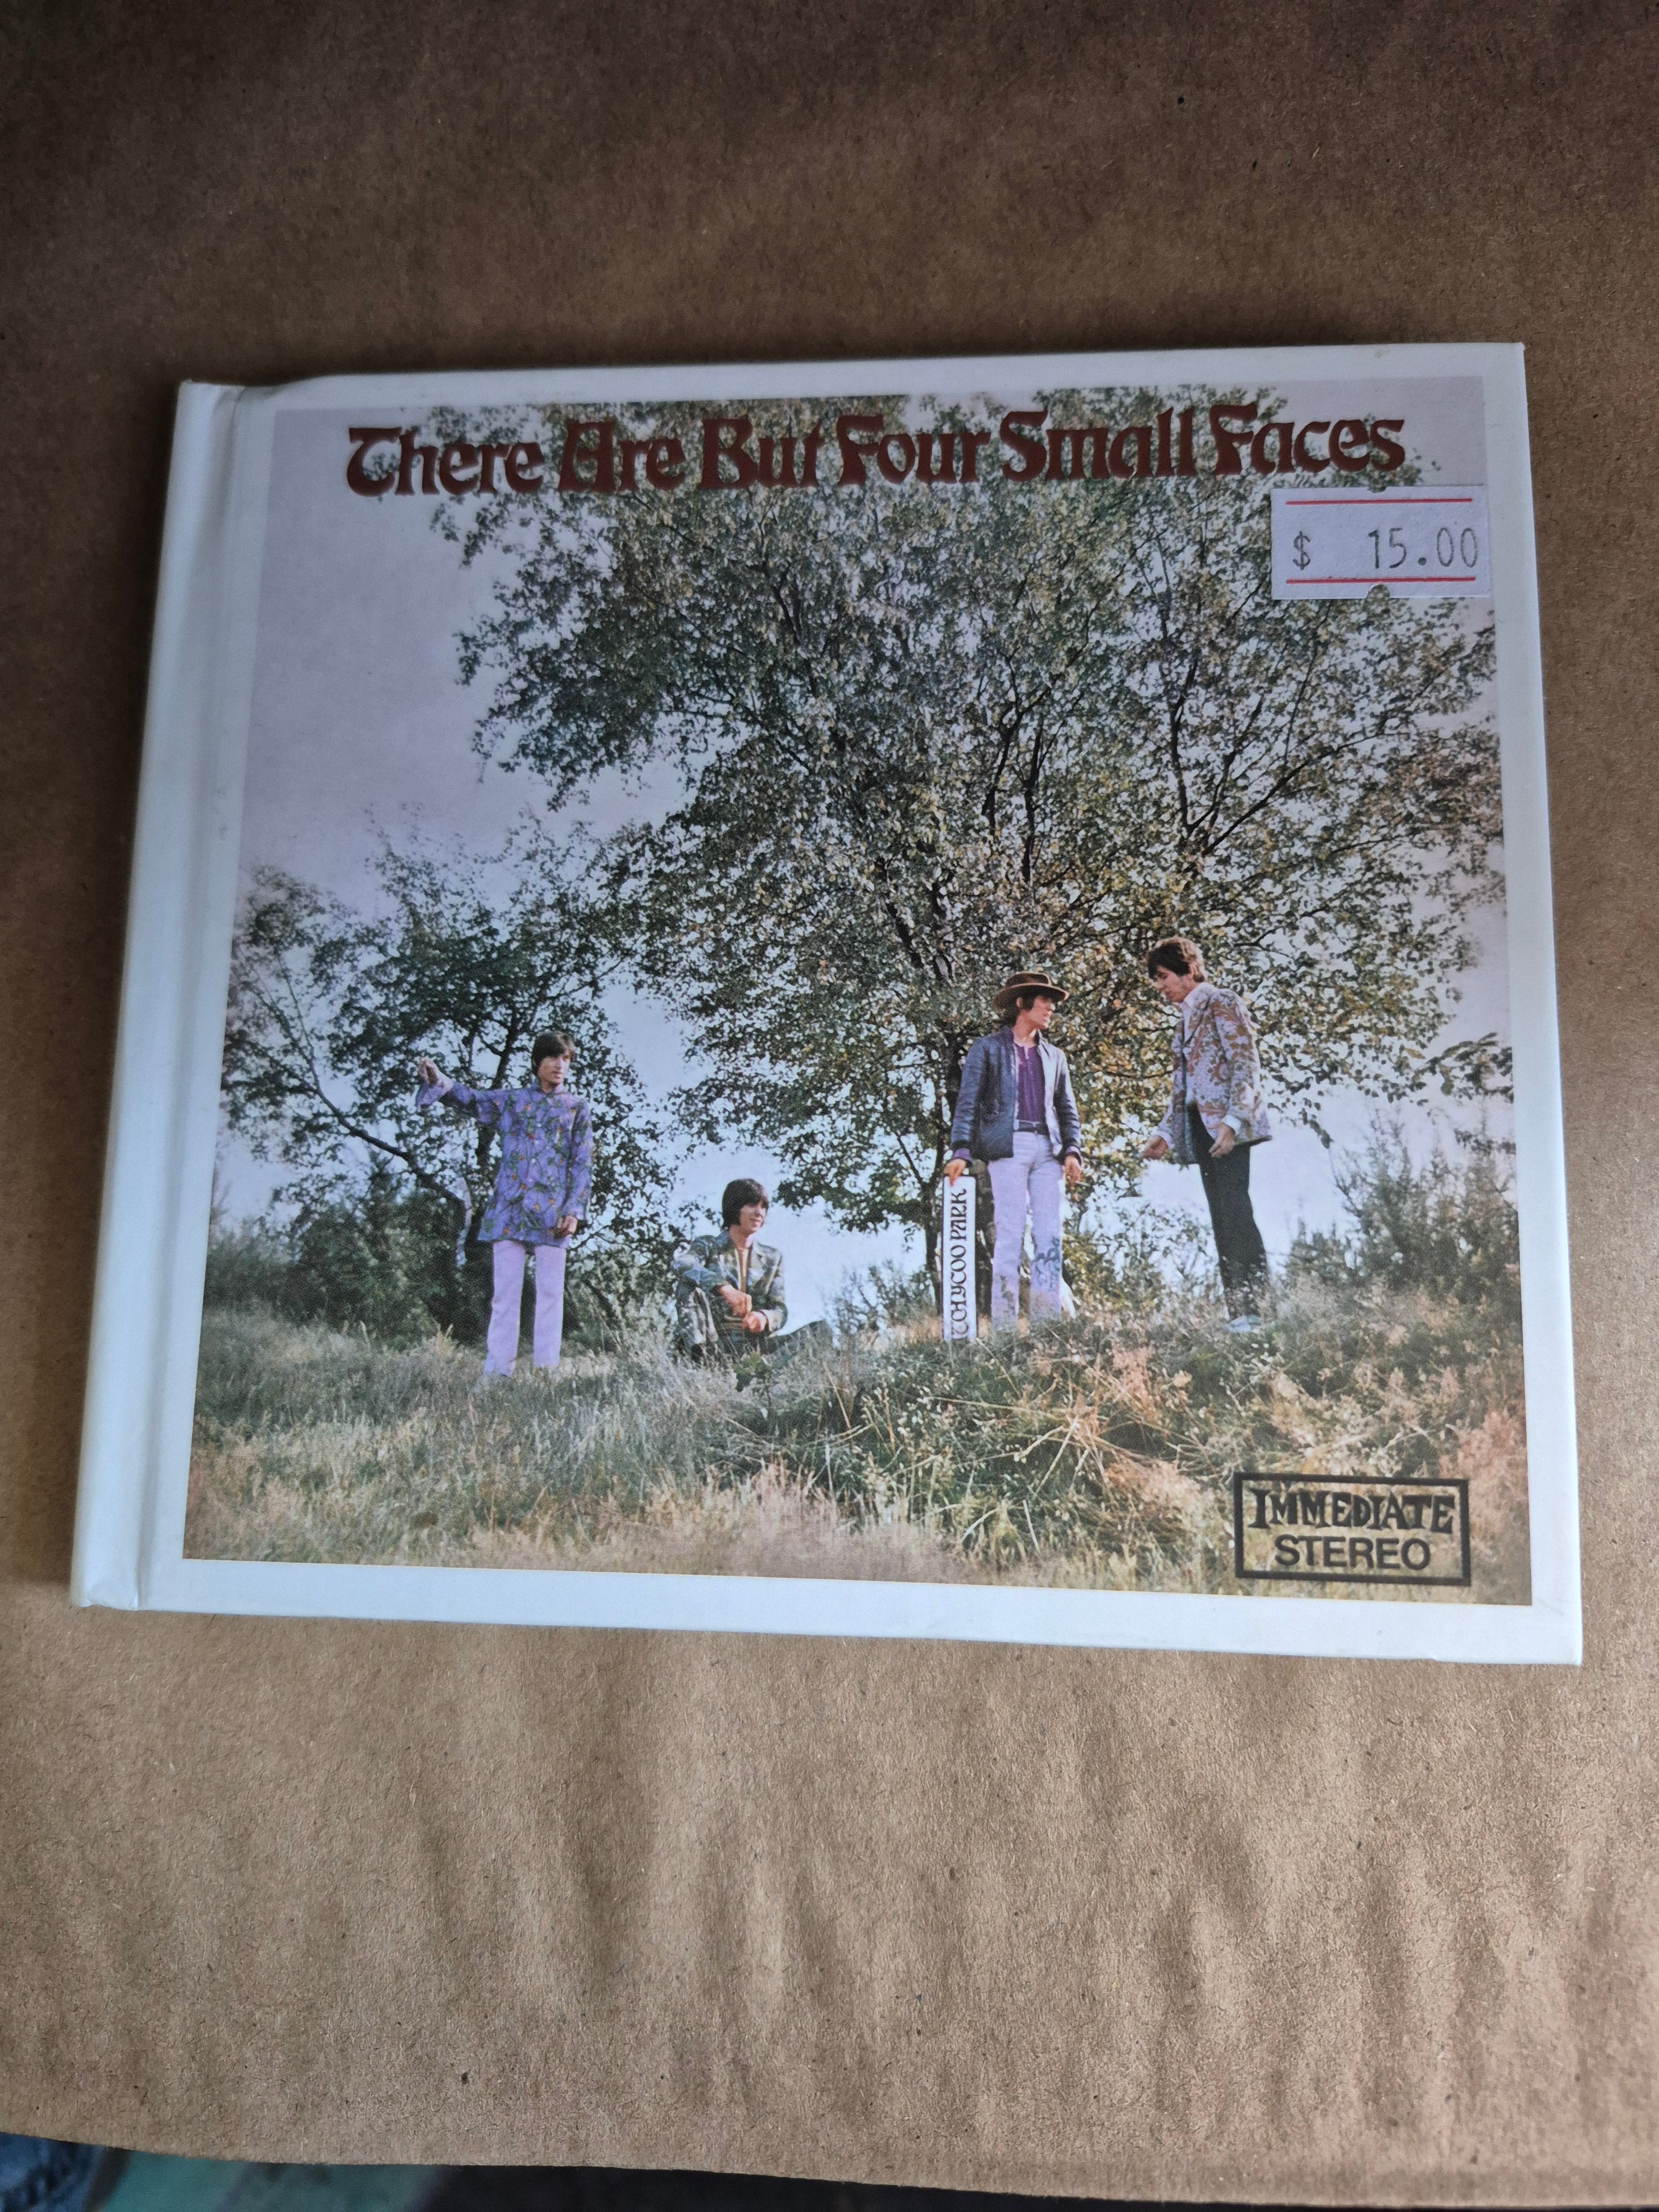 There Are But Four Small Faces
$ 15.00
ITCHYCOO PARK
IMMEDIATE
STEREO